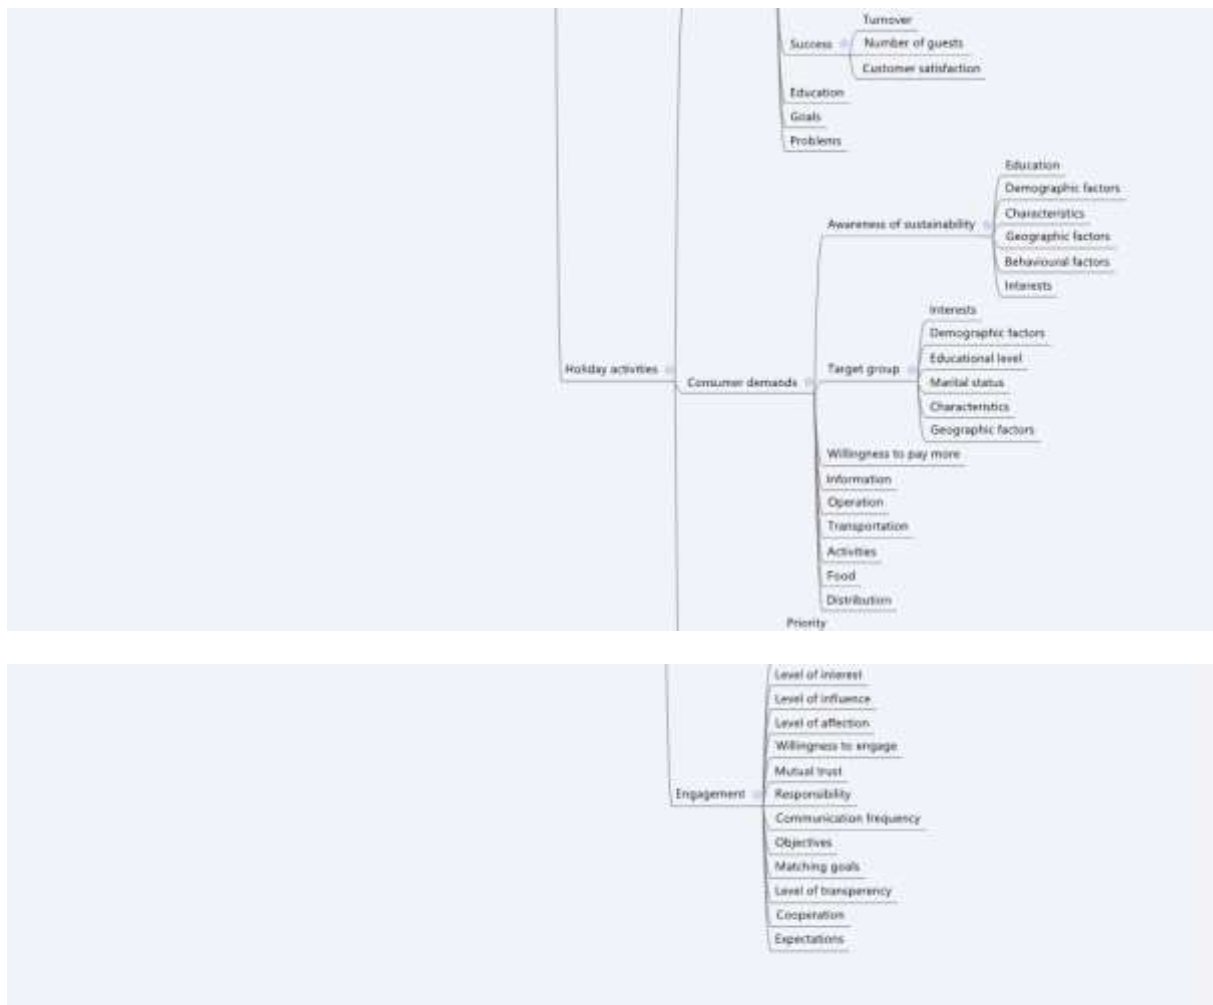 Turnover
Success
Number of guests
Customer satisfaction
Education
Goals
Problems
Education
Demographic factors
Characteristics
Awareness of sustainability
Geographic factors
Behavioural factors
Interests
Interests
Demographic factors
Educational level
Holiday activities
Consumer demands
Target group
Marital status
Characteristics
Geographic factors
Willingness to pay more
Information
Operation
Transportation
Activities
Food
Distribution
Priority
Level of interest
Level of influence
Level of affection
Willingness to engage
Mutual trust
Engagement
Responsibility
Communication frequency
Objectives
Matching goals
Level of transperency
Cooperation
Expectations